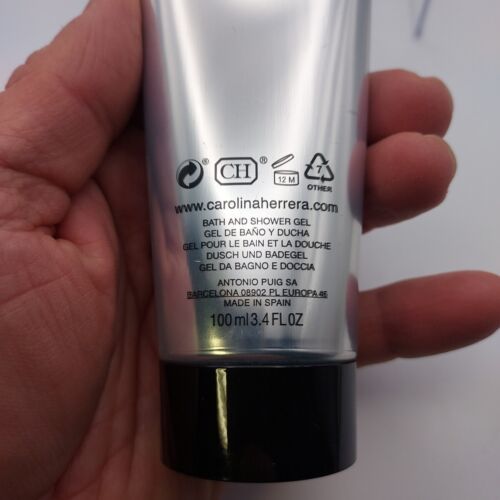 CH ®
12 M
7
OTHER
www.carolinaherrera.com
BATH AND SHOWER GEL
GEL DE BAÑO Y DUCHA
GEL POUR LE BAIN ET LA DOUCHE
DUSCH UND BADEGEL
GEL DA BAGNO E DOCCIA
ANTONIO PUIG SA
BARCELONA 08902 PL EUROPA 46
MADE IN SPAIN
100 ml 3.4 FL OZ